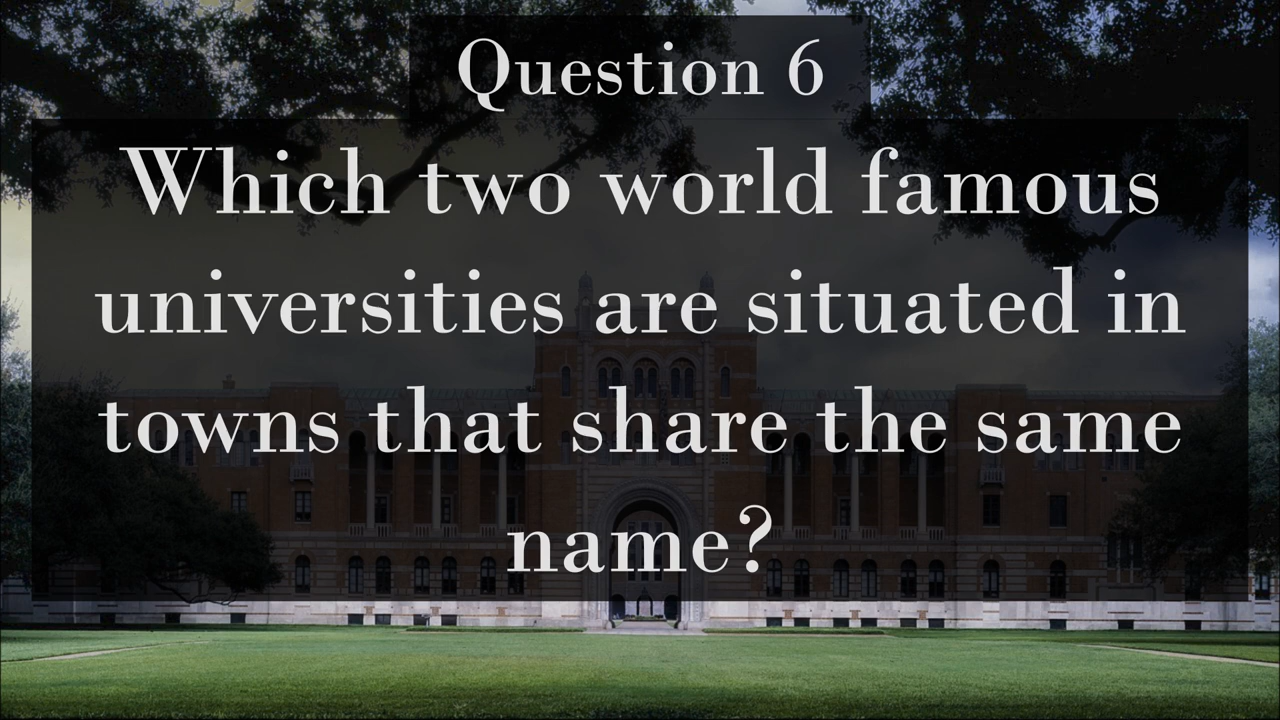 Question 6
Which two world famous
universities are situated in
towns that share the same
name?